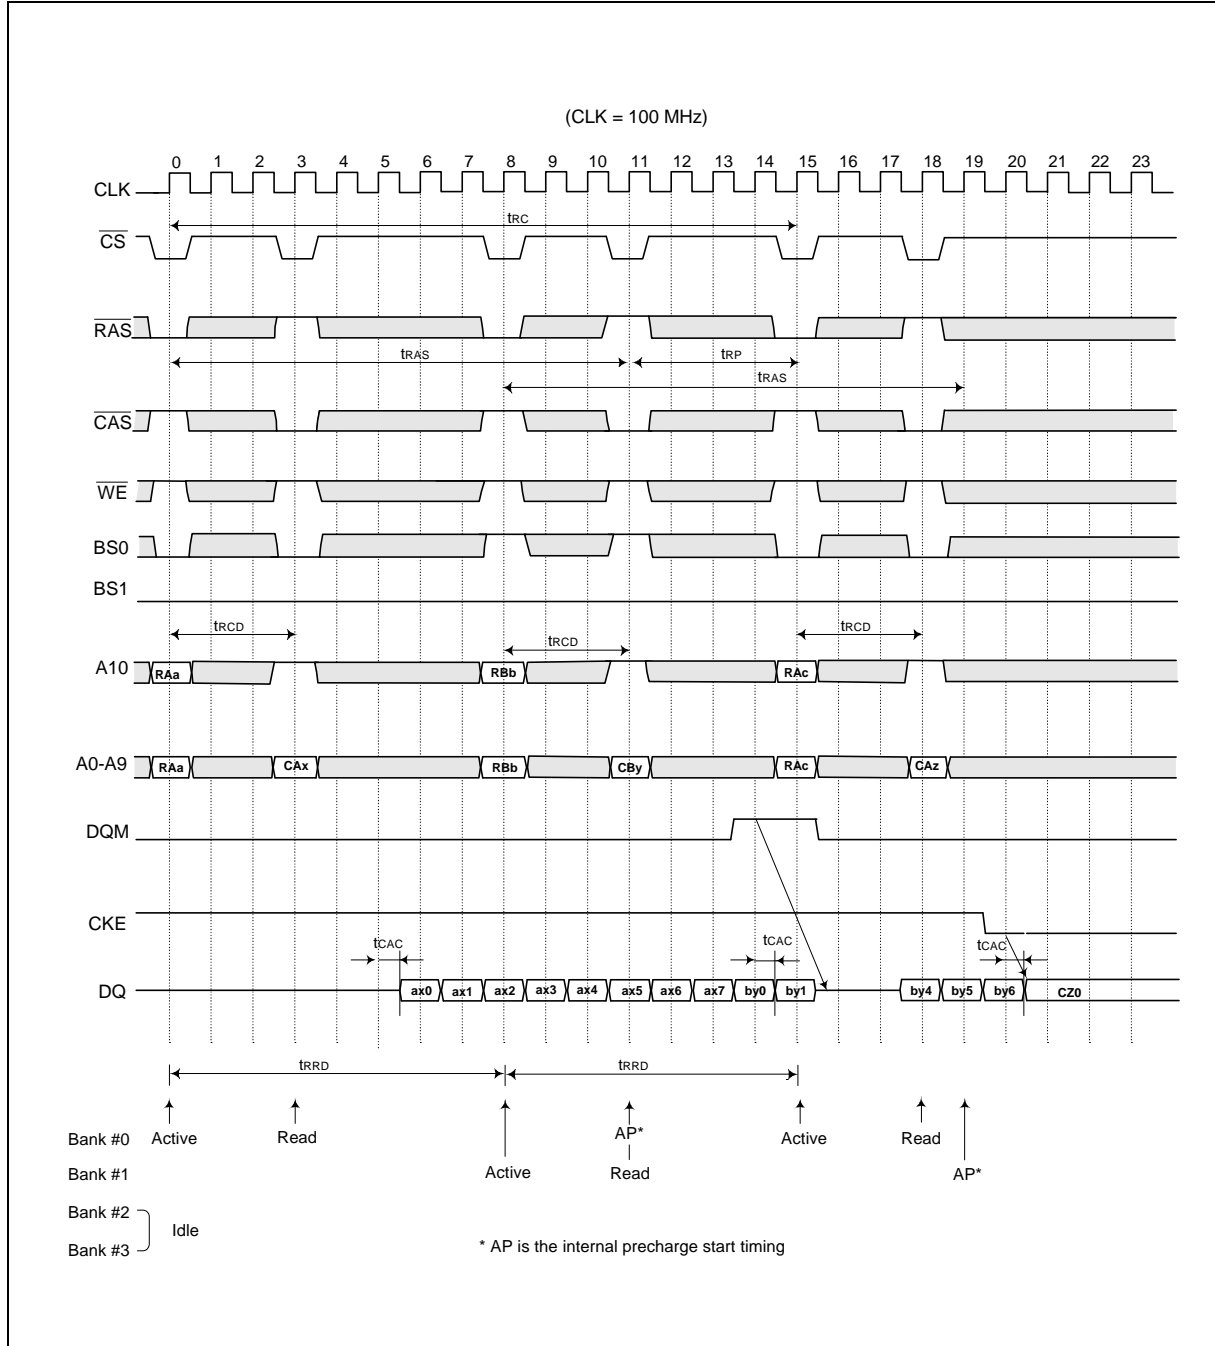 (CLK = 100 MHz)
0 1 2 3 4 5 6 7 8 9 10 11 12 13 14 15 16 17 18 19 20 21 22 23
CLK
tRC
CS
RAS
tRAS tRP
tRAS
CAS
WE
BS0
BS1
tRCD tRCD tRCD
A10 RAa RBb RAc
A0-A9 RAa CAx RBb CBy RAc CAz
DQM
CKE
tCAC tCAC tCAC
DQ ax0 ax1 ax2 ax3 ax4 ax5 ax6 ax7 by0 by1 by4 by5 by6 CZ0
tRRD tRRD
Bank #0 Active Read AP* Active Read
Bank #1 Active Read AP*
Bank #2
Idle
Bank #3
* AP is the internal precharge start timing